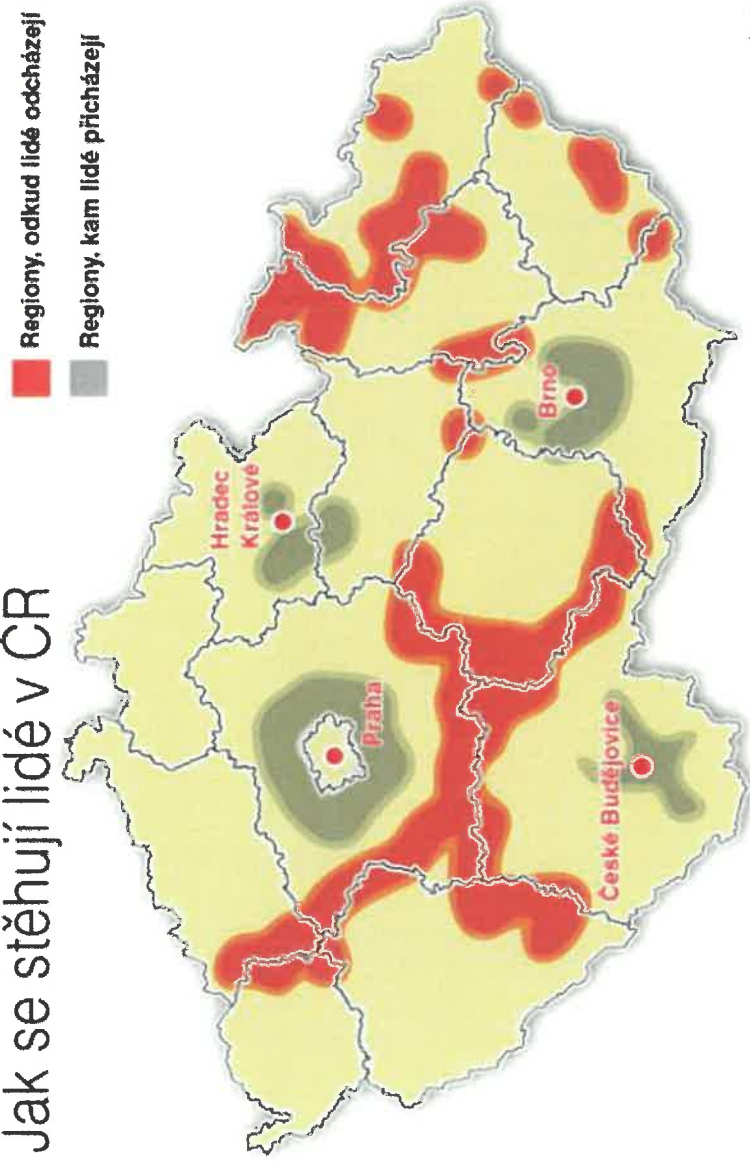 Jak se stěhují lidé v ČR
Regiony, odkud lidé odcházejí
Regiony, kam lidé přicházejí
Hradec
Králové
Praha
Brno
České Budějovice